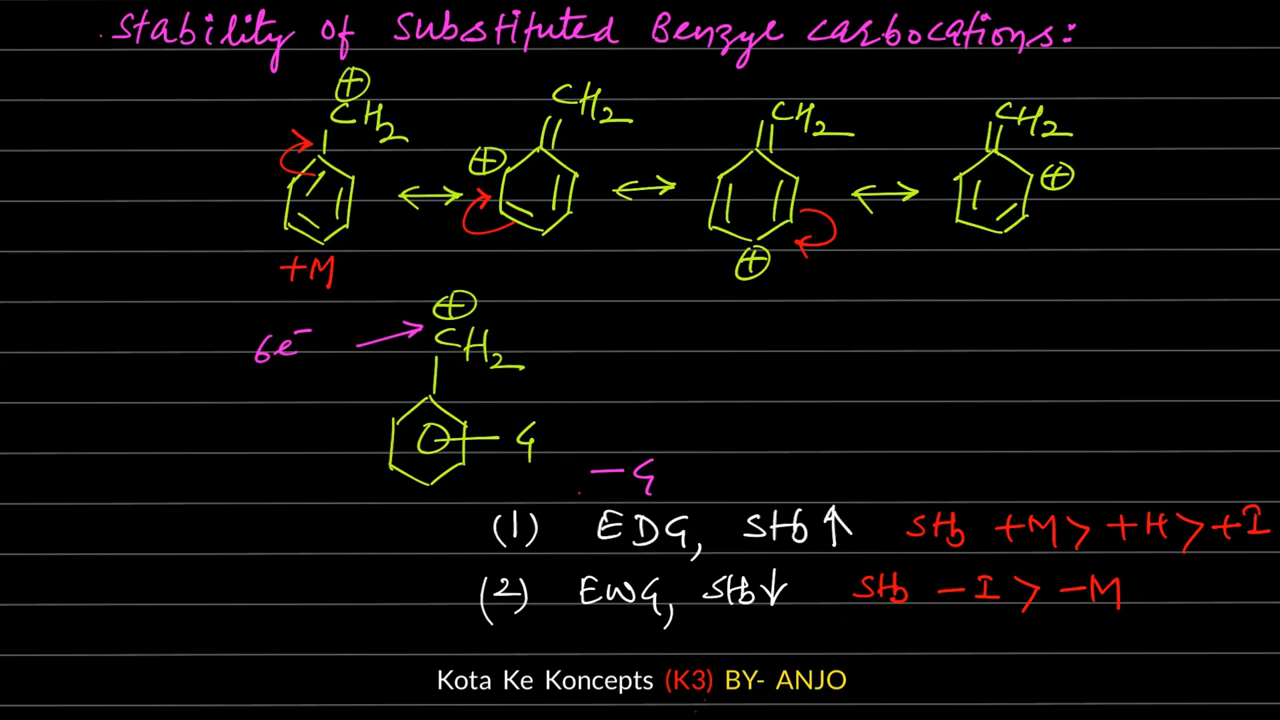 Stability of Substituted Benzyl carbocations:
⊕
CH2 CH2 CH2 CH2
⊕ ⊕
⊕
+M
⊕
6e⁻ CH2
G
—G
(1) EDG, Stb↑ Stb +M > +H > +I
(2) EWG, Stb↓ Stb -I > -M
Kota Ke Koncepts (K3) BY- ANJO